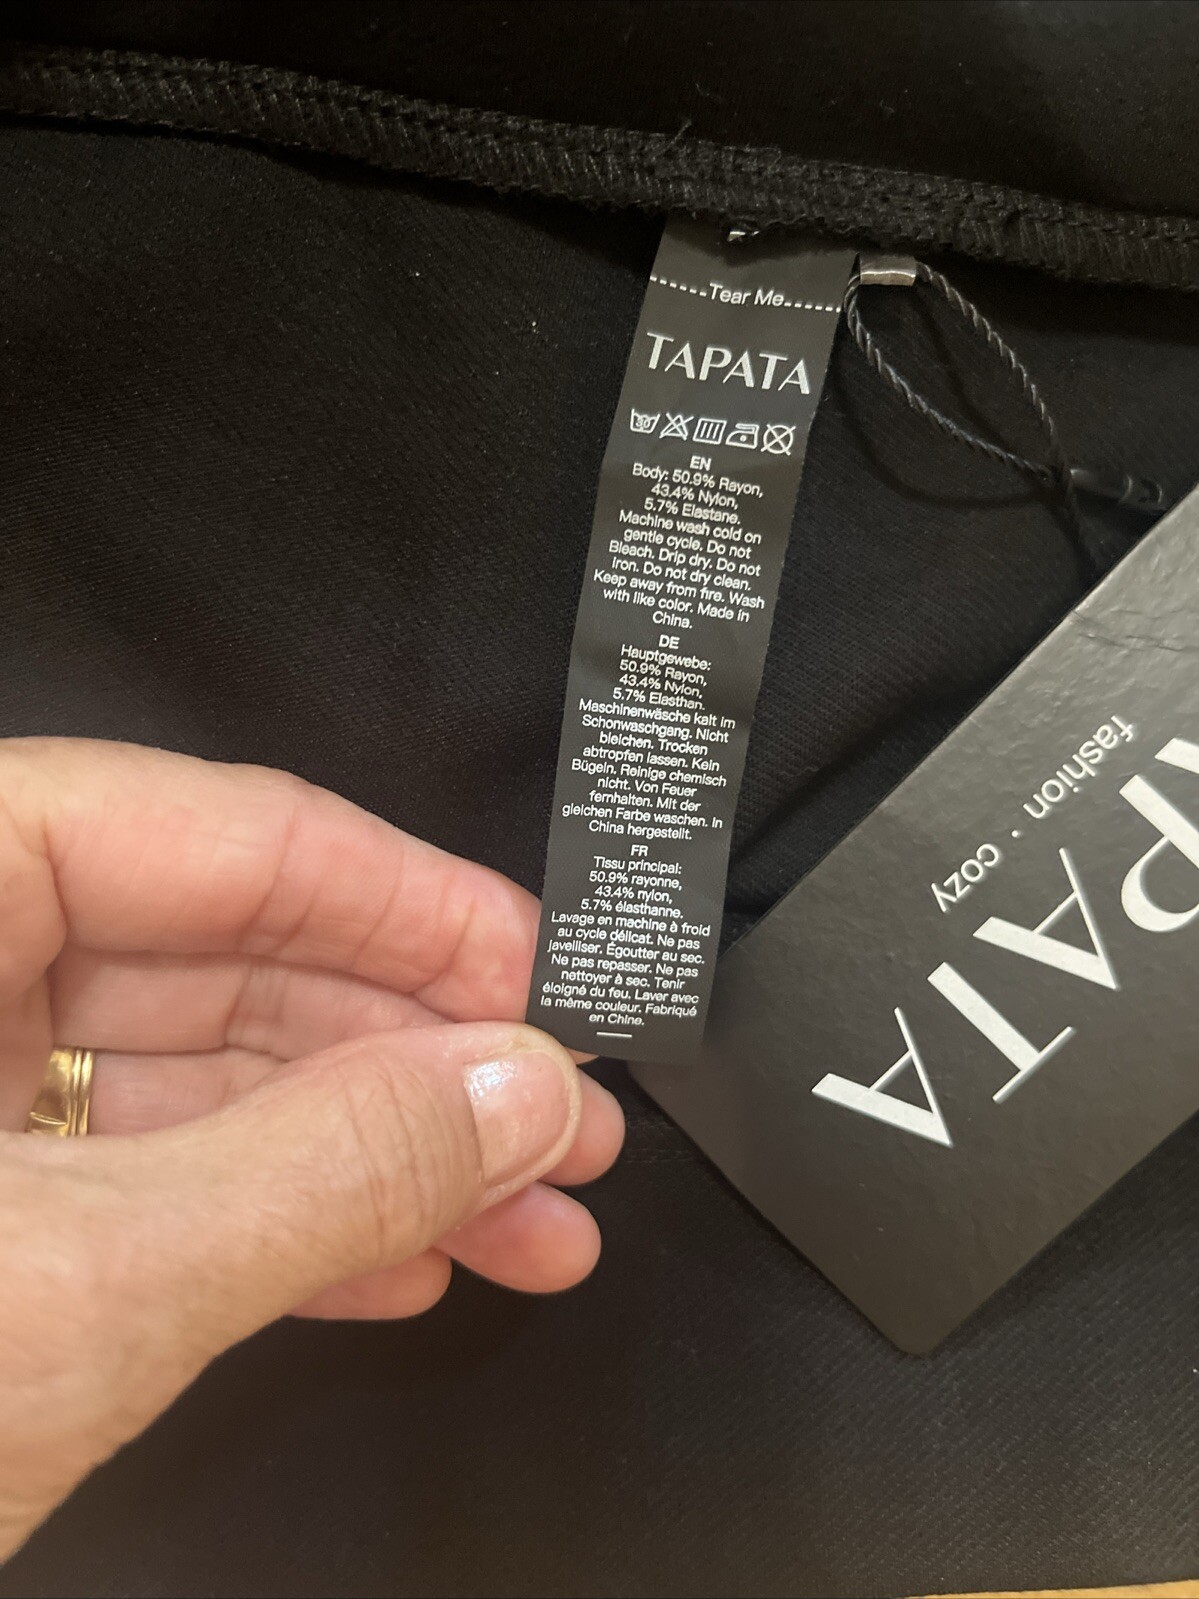 Tear Me
TAPATA
30
EN
Body: 50.9% Rayon,
43.4% Nylon,
5.7% Elastane.
Machine wash cold on
gentle cycle. Do not
Bleach. Drip dry. Do not
Iron. Do not dry clean.
Keep away from fire. Wash
with like color. Made in
China.
DE
Hauptgewebe:
50.9% Rayon,
43.4% Nylon,
5.7% Elasthan.
Maschinenwäsche kalt im
Schonwaschgang. Nicht
bleichen. Trocken
abtropfen lassen. Kein
Bügeln. Reinige chemisch
nicht. Von Feuer
fernhalten. Mit der
gleichen Farbe waschen. In
China hergestellt.
FR
Tissu principal:
50.9% rayonne,
43.4% nylon,
5.7% élasthanne.
Lavage en machine à froid
au cycle délicat. Ne pas
javelliser. Égoutter au sec.
Ne pas repasser. Ne pas
nettoyer à sec. Tenir
éloigné du feu. Laver avec
la même couleur. Fabriqué
en Chine.
APATA
fashion · cozy